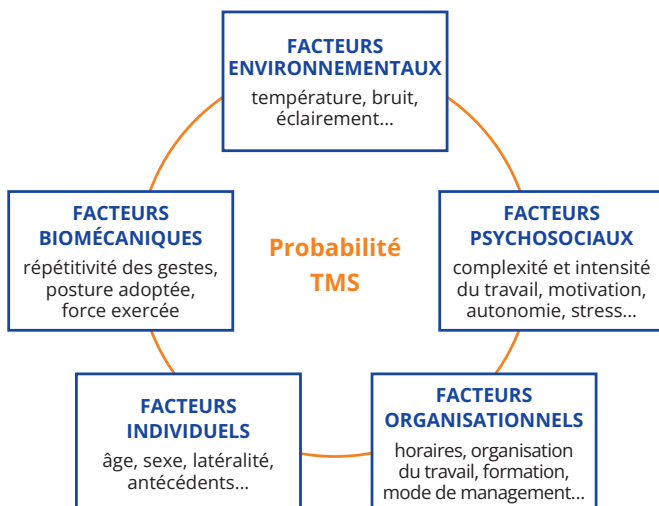 FACTEURS
ENVIRONNEMENTAUX
température, bruit,
éclairement...
FACTEURS
BIOMÉCANIQUES
répétitivité des gestes,
posture adoptée,
force exercée
Probabilité
TMS
FACTEURS
PSYCHOSOCIAUX
complexité et intensité
du travail, motivation,
autonomie, stress...
FACTEURS
INDIVIDUELS
âge, sexe, latéralité,
antécédents...
FACTEURS
ORGANISATIONNELS
horaires, organisation
du travail, formation,
mode de management...